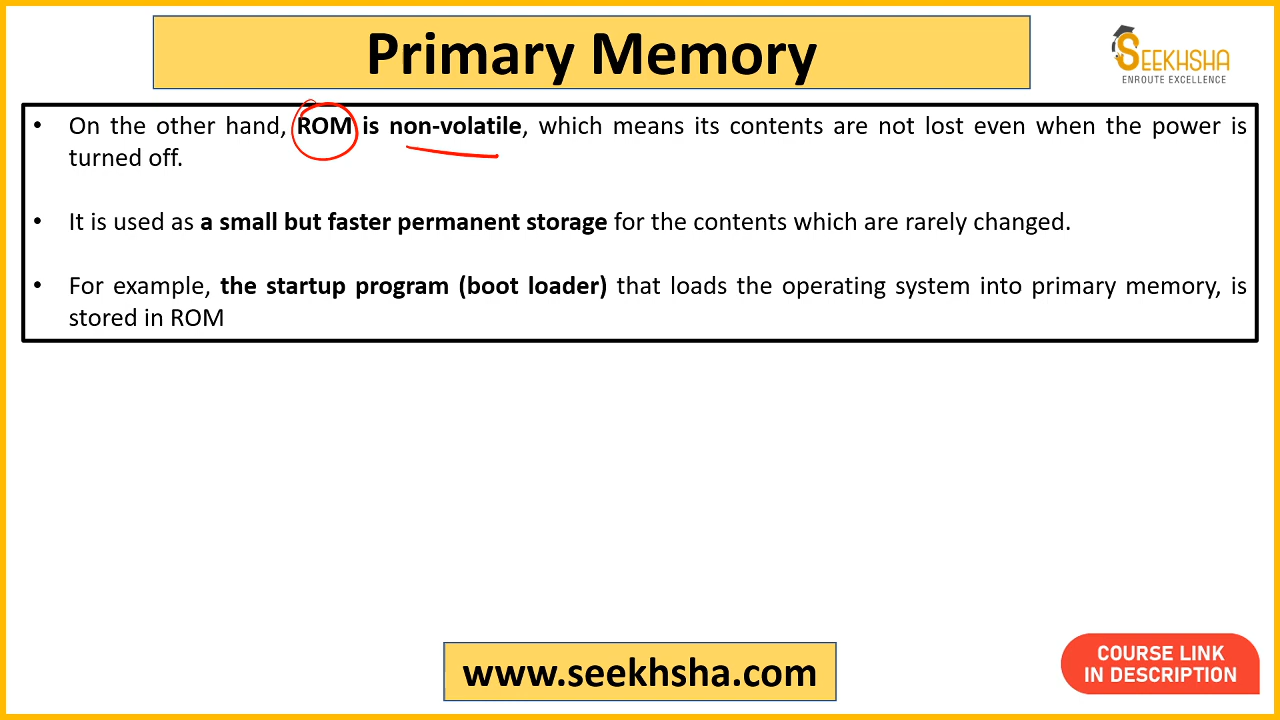 Primary Memory
SEEKHSHA
ENROUTE EXCELLENCE
• On the other hand, ROM is non-volatile, which means its contents are not lost even when the power is
turned off.
• It is used as a small but faster permanent storage for the contents which are rarely changed.
• For example, the startup program (boot loader) that loads the operating system into primary memory, is
stored in ROM
www.seekhsha.com
COURSE LINK
IN DESCRIPTION